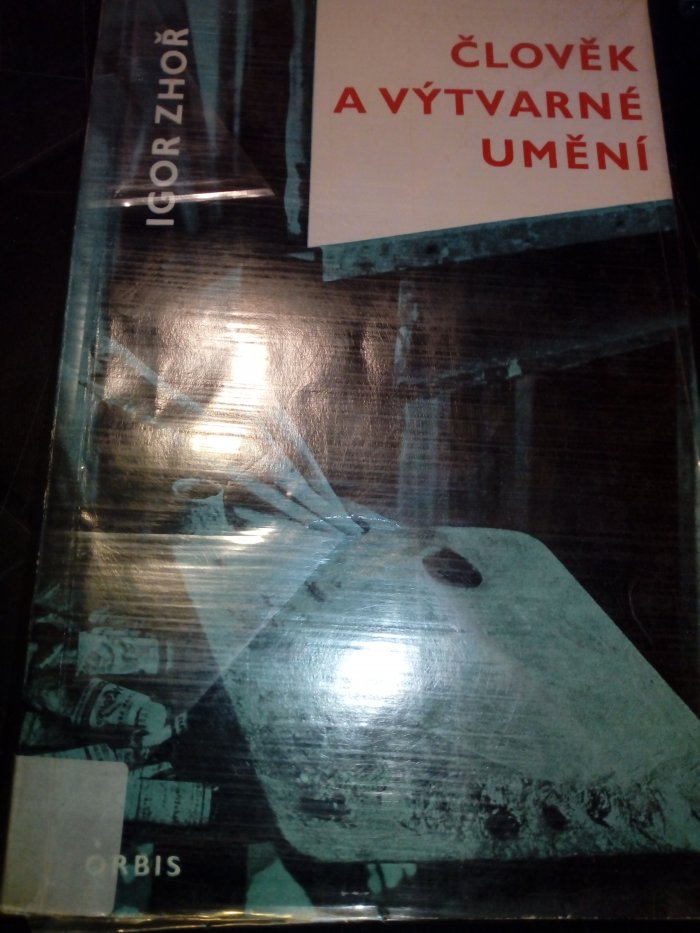 IGOR ZHOŘ
ČLOVĚK
A VÝTVARNÉ
UMĚNÍ
ORBIS